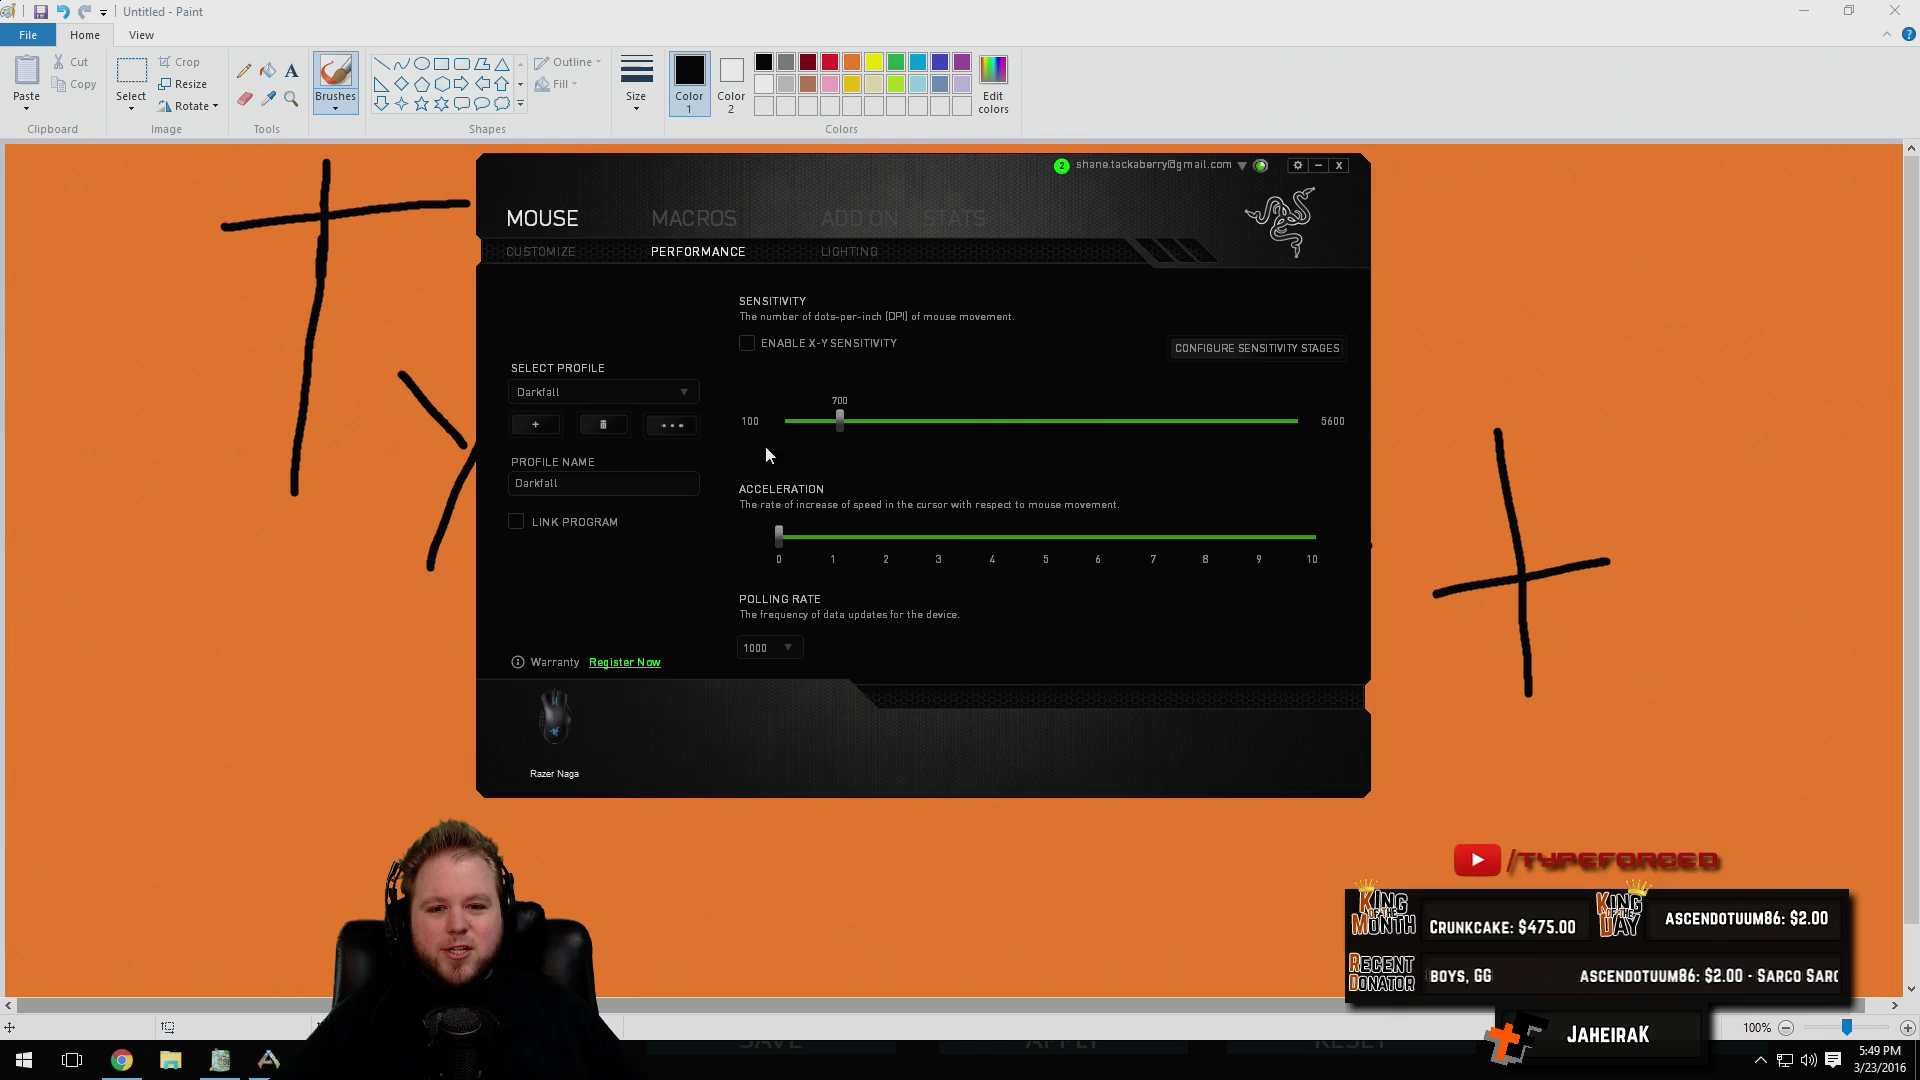 Untitled - Paint
File Home View
Paste
Cut
Copy
Clipboard
Select
Crop
Resize
Rotate
Image
A
Tools
Brushes
Shapes
Outline
Fill
Size
Color 1
Color 2
Colors
Edit colors
Ty
2 shane.tackaberry@gmail.com
x
MOUSE MACROS ADD ON STATS
CUSTOMIZE PERFORMANCE LIGHTING
SENSITIVITY
The number of dots-per-inch (DPI) of mouse movement.
ENABLE X-Y SENSITIVITY
CONFIGURE SENSITIVITY STAGES
SELECT PROFILE
Darkfall
700
100 5600
PROFILE NAME
Darkfall
LINK PROGRAM
ACCELERATION
The rate of increase of speed in the cursor with respect to mouse movement.
0 1 2 3 4 5 6 7 8 9 10
POLLING RATE
The frequency of data updates for the device.
1000
Warranty Register Now
Razer Naga
/TYPEFORCED
KING OF THE MONTH CRUNKCAKE: $475.00
KING OF THE DAY ASCENDOTUUM86: $2.00
RECENT DONATOR BOYS, GG ASCENDOTUUM86: $2.00 - SARCO SARC
JAHEIRAK
100%
SAVE APPLY RESET
5:49 PM
3/23/2016